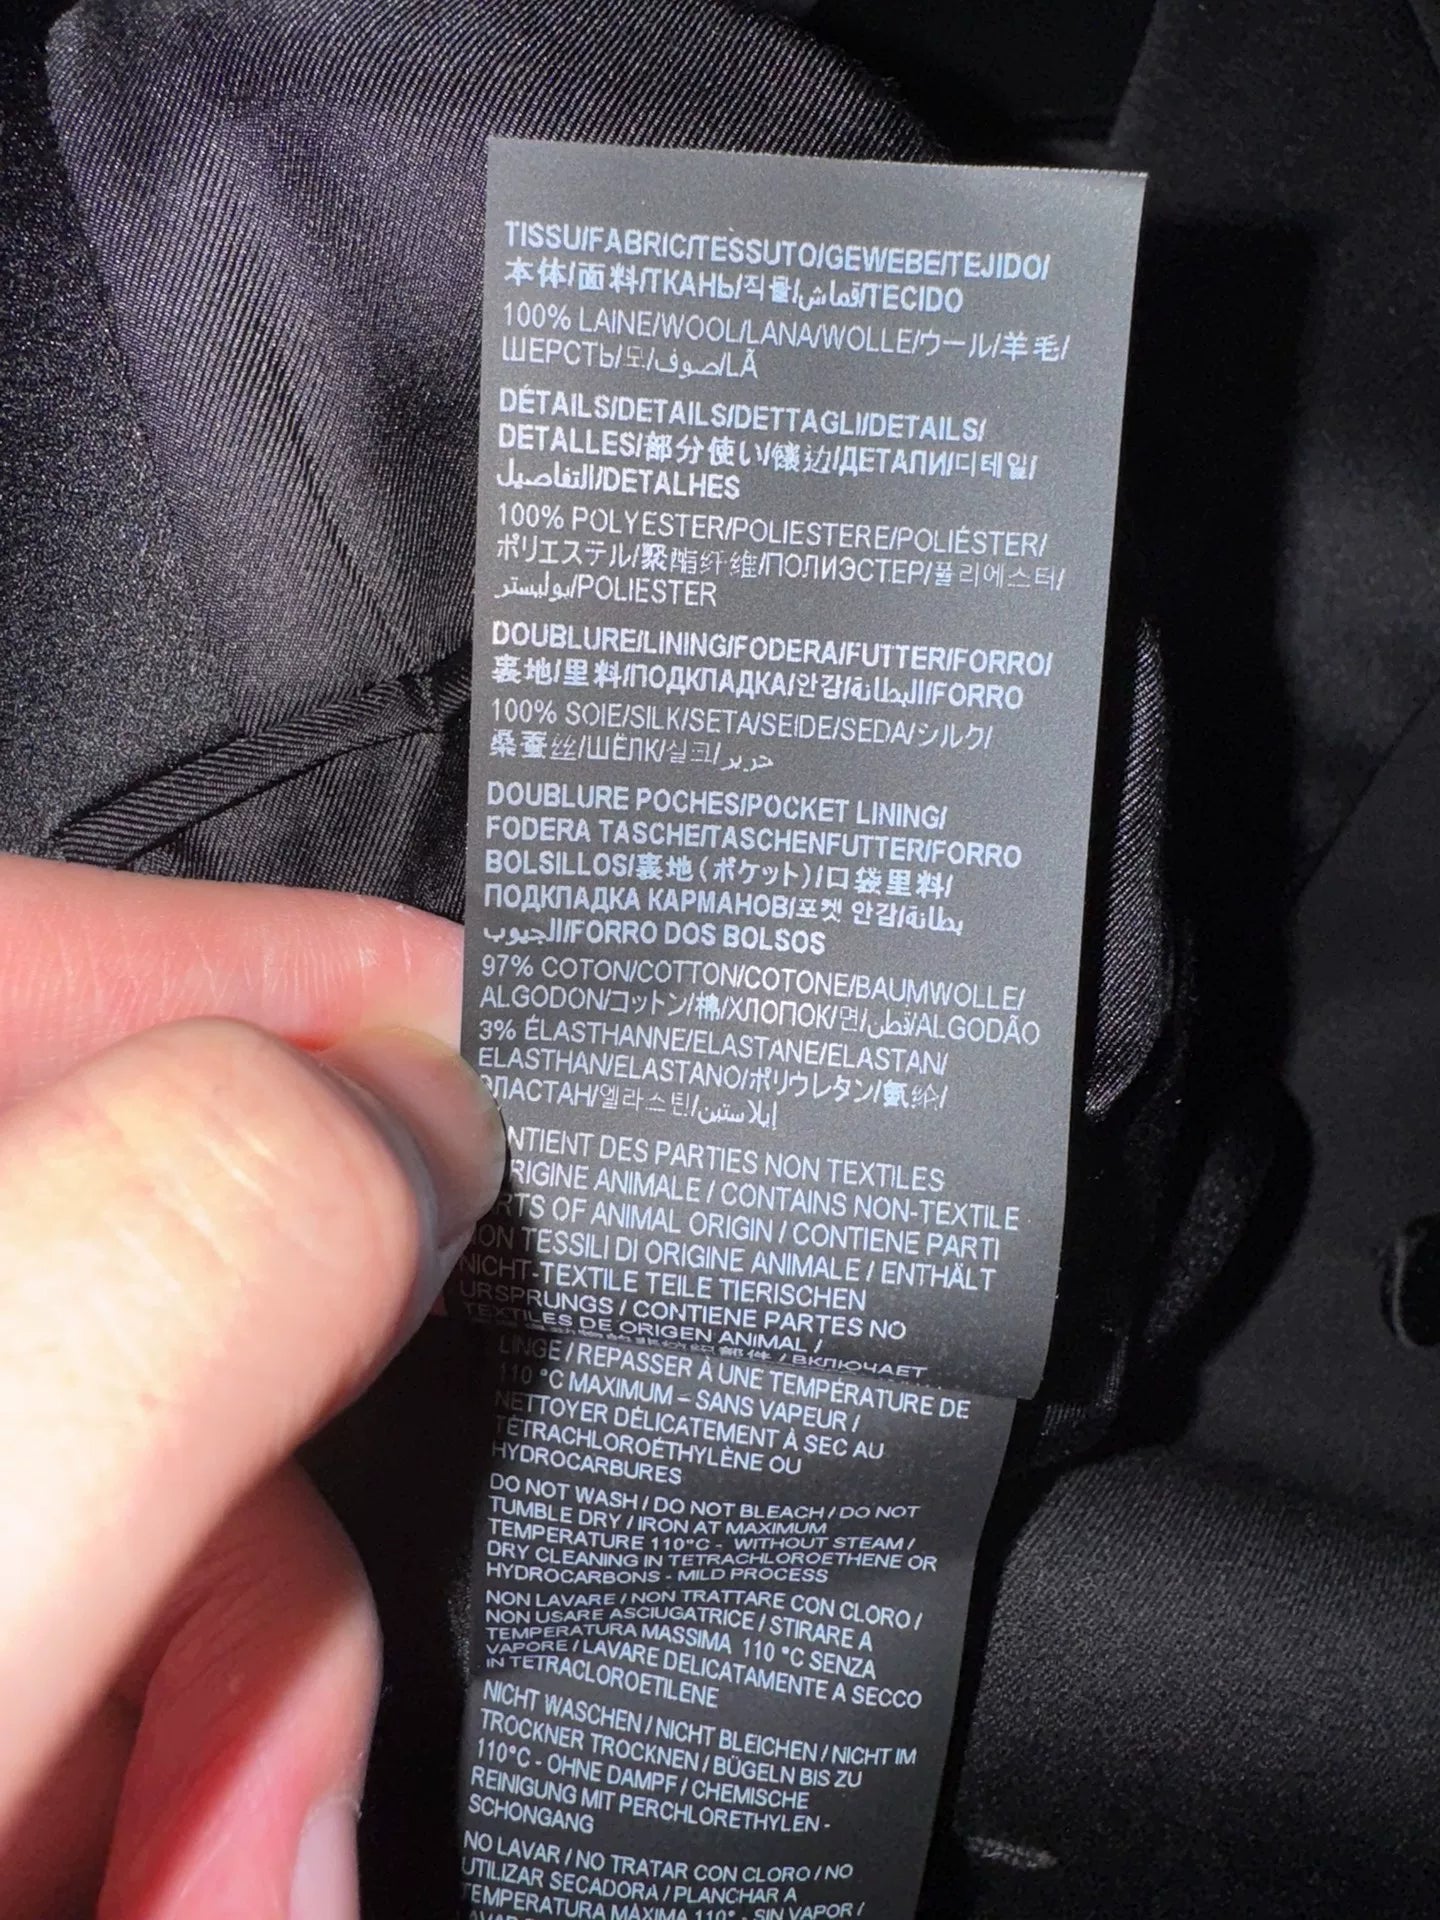 TISSU/FABRIC/TESSUTO/GEWEBE/TEJIDO/
本体/面料/ТКАНЬ/직물/قماش/TECIDO
100% LAINE/WOOL/LANA/WOLLE/ウール/羊毛/
ШЕРСТЬ/모/صوف/LÃ
DÉTAILS/DETAILS/DETTAGLI/DETAILS/
DETALLES/部分使い/镶边/ДЕТАЛИ/디테일/
التفاصيل/DETALHES
100% POLYESTER/POLIESTERE/POLIÉSTER/
ポリエステル/聚酯纤维/ПОЛИЭСТЕР/폴리에스터/
بوليستر/POLIESTER
DOUBLURE/LINING/FODERA/FUTTER/FORRO/
裏地/里料/ПОДКЛАДКА/안감/البطانة/FORRO
100% SOIE/SILK/SETA/SEIDE/SEDA/シルク/
桑蚕丝/ШЁЛК/실크/حرير
DOUBLURE POCHES/POCKET LINING/
FODERA TASCHE/TASCHENFUTTER/FORRO
BOLSILLOS/裏地(ポケット)/口袋里料/
ПОДКЛАДКА КАРМАНОВ/포켓 안감/بطانة
الجيوب/FORRO DOS BOLSOS
97% COTON/COTTON/COTONE/BAUMWOLLE/
ALGODON/コットン/棉/ХЛОПОК/면/قطن/ALGODÃO
3% ÉLASTHANNE/ELASTANE/ELASTAN/
ELASTHAN/ELASTANO/ポリウレタン/氨纶/
ЭЛАСТАН/엘라스틴/إيلاستين
NTIENT DES PARTIES NON TEXTILES
RIGINE ANIMALE / CONTAINS NON-TEXTILE
RTS OF ANIMAL ORIGIN / CONTIENE PARTI
NON TESSILI DI ORIGINE ANIMALE / ENTHÄLT
NICHT-TEXTILE TEILE TIERISCHEN
URSPRUNGS / CONTIENE PARTES NO
TEXTILES DE ORIGEN ANIMAL /
/ ВКЛЮЧАЕТ
LINGE / REPASSER À UNE TEMPÉRATURE DE
110 °C MAXIMUM – SANS VAPEUR /
NETTOYER DÉLICATEMENT À SEC AU
TÉTRACHLOROÉTHYLÈNE OU
HYDROCARBURES
DO NOT WASH / DO NOT BLEACH / DO NOT
TUMBLE DRY / IRON AT MAXIMUM
TEMPERATURE 110°C - WITHOUT STEAM /
DRY CLEANING IN TETRACHLOROETHENE OR
HYDROCARBONS - MILD PROCESS
NON LAVARE / NON TRATTARE CON CLORO /
NON USARE ASCIUGATRICE / STIRARE A
TEMPERATURA MASSIMA 110 °C SENZA
VAPORE / LAVARE DELICATAMENTE A SECCO
IN TETRACLOROETILENE
NICHT WASCHEN / NICHT BLEICHEN / NICHT IM
TROCKNER TROCKNEN / BÜGELN BIS ZU
110°C - OHNE DAMPF / CHEMISCHE
REINIGUNG MIT PERCHLORETHYLEN -
SCHONGANG
NO LAVAR / NO TRATAR CON CLORO / NO
UTILIZAR SECADORA / PLANCHAR A
TEMPERATURA MÁXIMA 110° - SIN VAPOR /